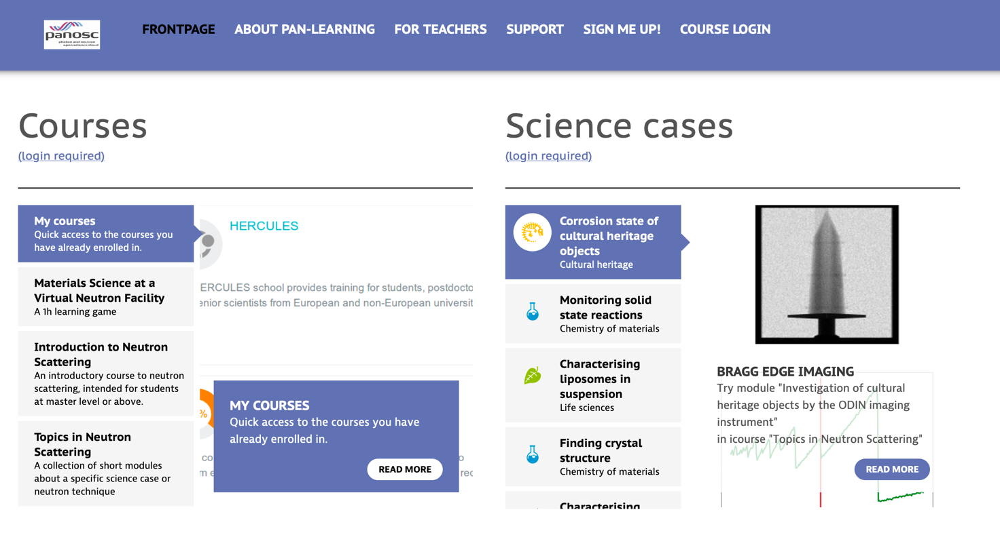 panosc
photon and neutron
open science cloud
FRONTPAGE
ABOUT PAN-LEARNING
FOR TEACHERS
SUPPORT
SIGN ME UP!
COURSE LOGIN
Courses
(login required)
My courses
Quick access to the courses you
have already enrolled in.
Materials Science at a
Virtual Neutron Facility
A 1h learning game
Introduction to Neutron
Scattering
An introductory course to neutron
scattering, intended for students
at master level or above.
Topics in Neutron
Scattering
A collection of short modules
about a specific science case or
neutron technique
HERCULES
ERCULES school provides training for students, postdocto
enior scientists from European and non-European universit
%
MY COURSES
Quick access to the courses you have
already enrolled in.
READ MORE
Science cases
(login required)
Corrosion state of
cultural heritage
objects
Cultural heritage
Monitoring solid
state reactions
Chemistry of materials
Characterising
liposomes in
suspension
Life sciences
Finding crystal
structure
Chemistry of materials
Characterising
BRAGG EDGE IMAGING
Try module "Investigation of cultural
heritage objects by the ODIN imaging
instrument"
in icourse "Topics in Neutron Scattering"
READ MORE